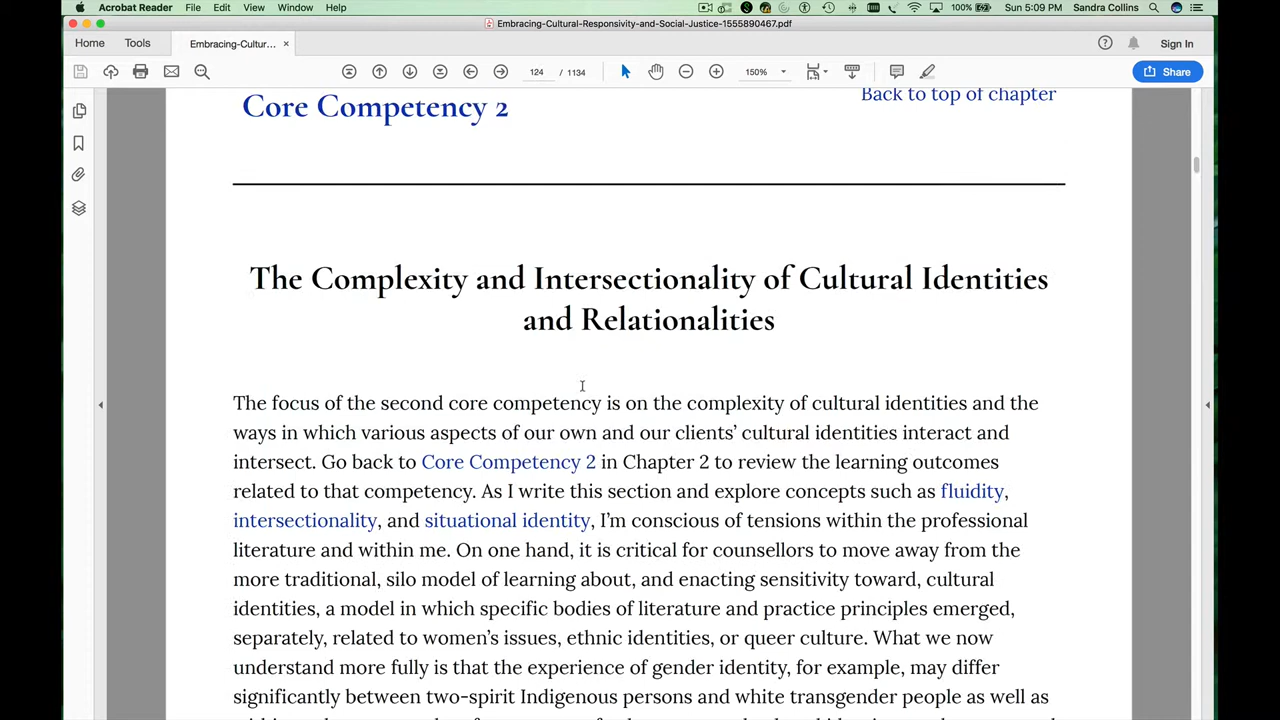 Acrobat Reader File Edit View Window Help 100% Sun 5:09 PM Sandra Collins
Embracing-Cultural-Responsivity-and-Social-Justice-1555890467.pdf
Home Tools Embracing-Cultur... × Sign In
124 / 1134 150% Share
Core Competency 2 Back to top of chapter
The Complexity and Intersectionality of Cultural Identities
and Relationalities
The focus of the second core competency is on the complexity of cultural identities and the
ways in which various aspects of our own and our clients’ cultural identities interact and
intersect. Go back to Core Competency 2 in Chapter 2 to review the learning outcomes
related to that competency. As I write this section and explore concepts such as fluidity,
intersectionality, and situational identity, I’m conscious of tensions within the professional
literature and within me. On one hand, it is critical for counsellors to move away from the
more traditional, silo model of learning about, and enacting sensitivity toward, cultural
identities, a model in which specific bodies of literature and practice principles emerged,
separately, related to women’s issues, ethnic identities, or queer culture. What we now
understand more fully is that the experience of gender identity, for example, may differ
significantly between two-spirit Indigenous persons and white transgender people as well as